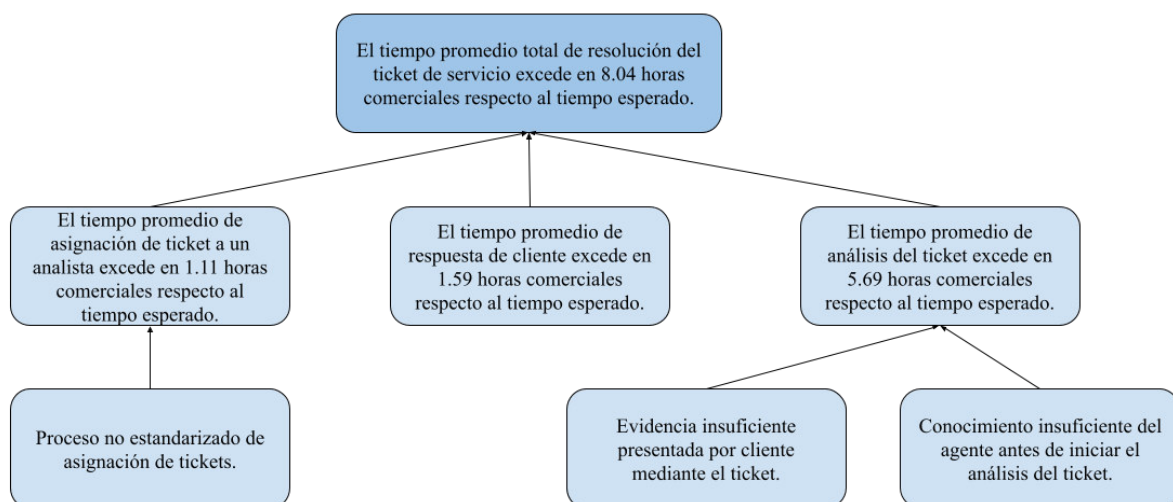 El tiempo promedio total de resolución del
ticket de servicio excede en 8.04 horas
comerciales respecto al tiempo esperado.
El tiempo promedio de
asignación de ticket a un
analista excede en 1.11 horas
comerciales respecto al
tiempo esperado.
El tiempo promedio de
respuesta de cliente excede en
1.59 horas comerciales
respecto al tiempo esperado.
El tiempo promedio de
análisis del ticket excede en
5.69 horas comerciales
respecto al tiempo esperado.
Proceso no estandarizado de
asignación de tickets.
Evidencia insuficiente
presentada por cliente
mediante el ticket.
Conocimiento insuficiente del
agente antes de iniciar el
análisis del ticket.